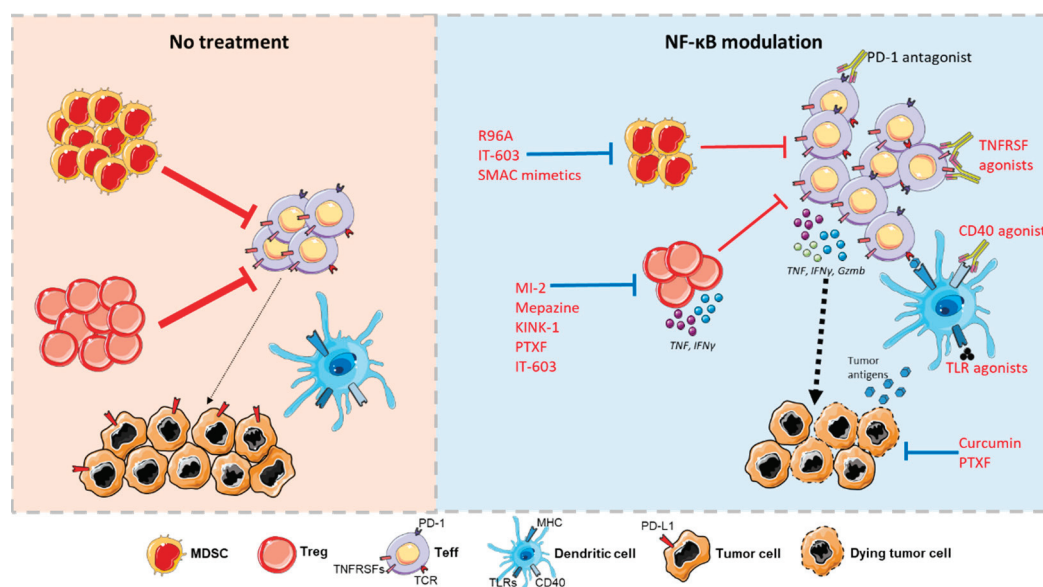 No treatment
NF-κB modulation
PD-1 antagonist
R96A
IT-603
SMAC mimetics
TNFRSF
agonists
CD40 agonist
TNF, IFNγ, Gzmb
MI-2
Mepazine
KINK-1
PTXF
IT-603
TNF, IFNγ
Tumor
antigens
TLR agonists
Curcumin
PTXF
MDSC
Treg
PD-1
TNFRSFs
TCR
Teff
MHC
TLRs
CD40
Dendritic cell
PD-L1
Tumor cell
Dying tumor cell